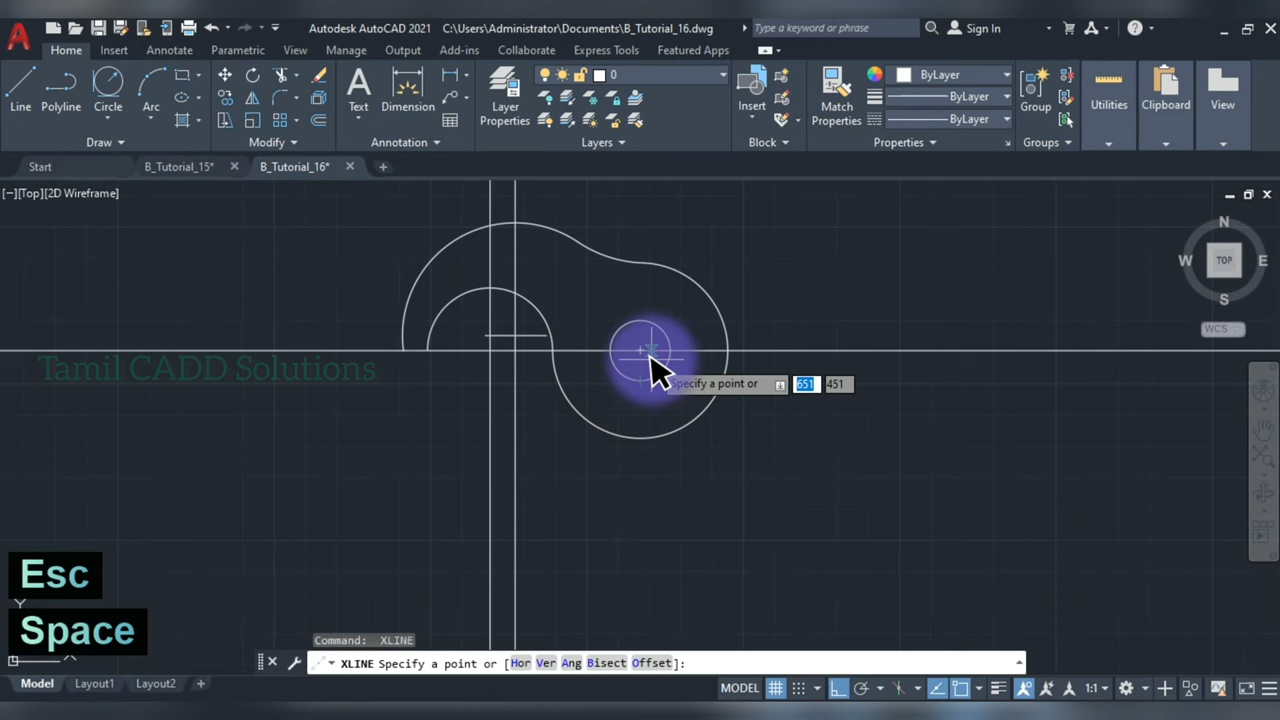 Autodesk AutoCAD 2021 C:\Users\Administrator\Documents\B_Tutorial_16.dwg
Type a keyword or phrase
Sign In
Home Insert Annotate Parametric View Manage Output Add-ins Collaborate Express Tools Featured Apps
Line Polyline Circle Arc
Draw
Modify
Text Dimension
Annotation
Layer Properties
0
Layers
Insert
Block
Match Properties
ByLayer
ByLayer
ByLayer
Properties
Group
Groups
Utilities
Clipboard
View
Start B_Tutorial_15* B_Tutorial_16*
[−][Top][2D Wireframe]
N
W TOP E
S
WCS
Tamil CADD Solutions
Specify a point or 651 451
Esc
Space
Y
Command: XLINE
XLINE Specify a point or [Hor Ver Ang Bisect Offset]:
Model Layout1 Layout2
MODEL 1:1